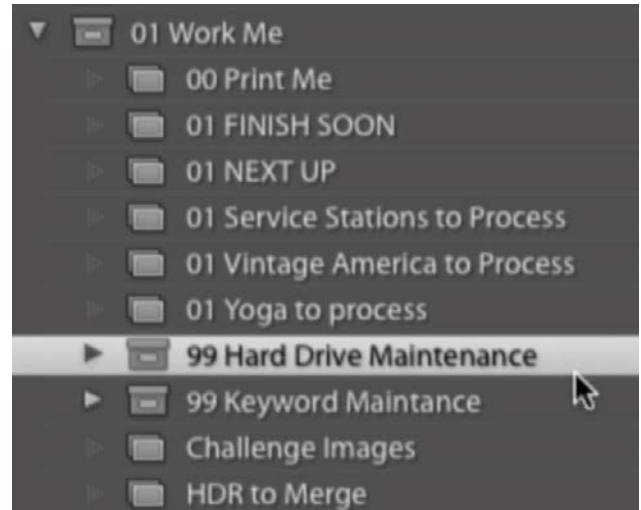 01 Work Me
00 Print Me
01 FINISH SOON
01 NEXT UP
01 Service Stations to Process
01 Vintage America to Process
01 Yoga to process
99 Hard Drive Maintenance
99 Keyword Maintance
Challenge Images
HDR to Merge